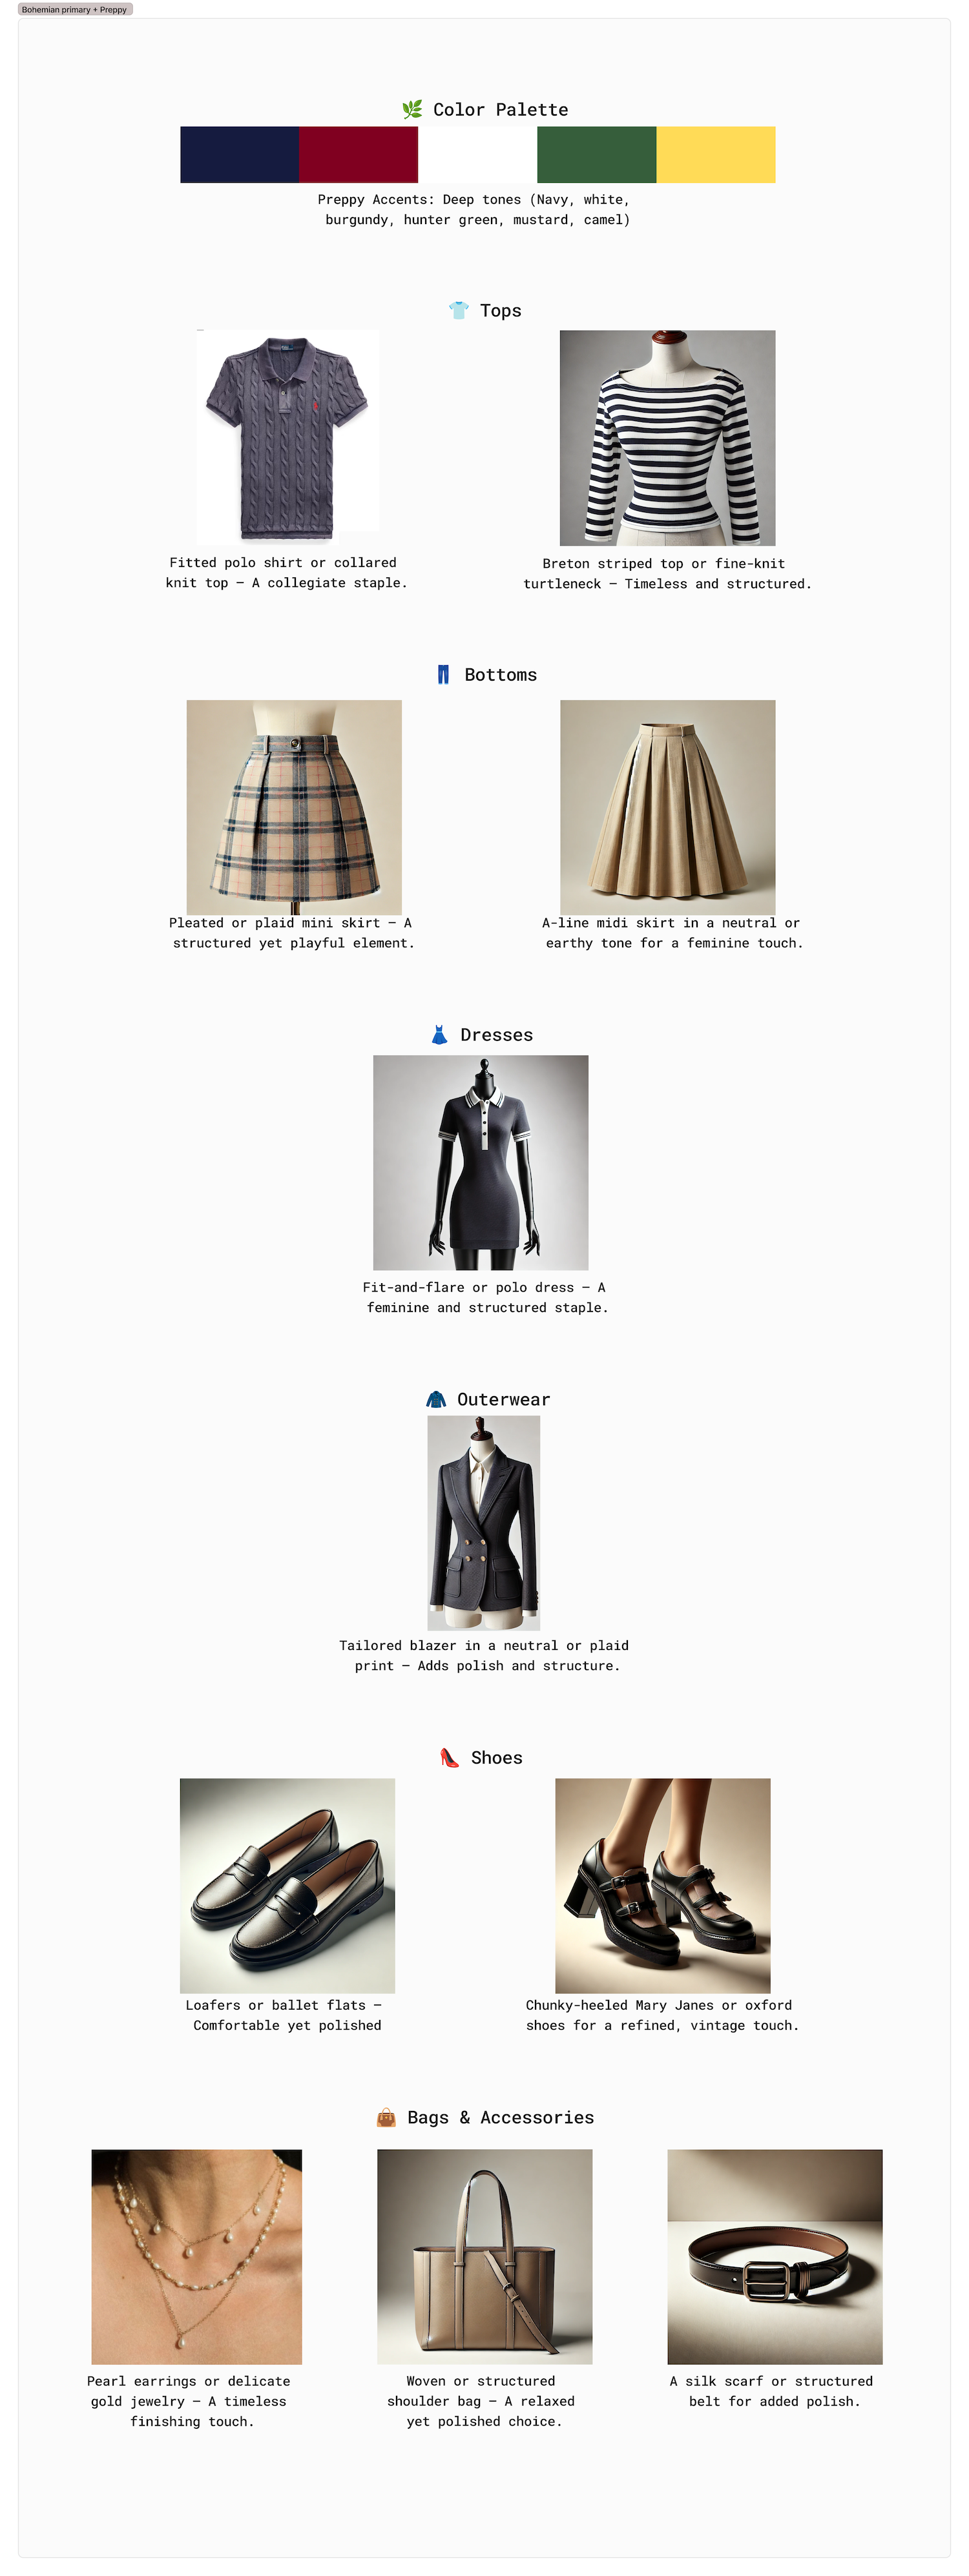 Bohemian primary + Preppy
🌿 Color Palette
Preppy Accents: Deep tones (Navy, white,
burgundy, hunter green, mustard, camel)
👕 Tops
Fitted polo shirt or collared
knit top – A collegiate staple.
Breton striped top or fine-knit
turtleneck – Timeless and structured.
👖 Bottoms
Pleated or plaid mini skirt – A
structured yet playful element.
A-line midi skirt in a neutral or
earthy tone for a feminine touch.
👗 Dresses
Fit-and-flare or polo dress – A
feminine and structured staple.
🧥 Outerwear
Tailored blazer in a neutral or plaid
print – Adds polish and structure.
👠 Shoes
Loafers or ballet flats –
Comfortable yet polished
Chunky-heeled Mary Janes or oxford
shoes for a refined, vintage touch.
👜 Bags & Accessories
Pearl earrings or delicate
gold jewelry – A timeless
finishing touch.
Woven or structured
shoulder bag – A relaxed
yet polished choice.
A silk scarf or structured
belt for added polish.